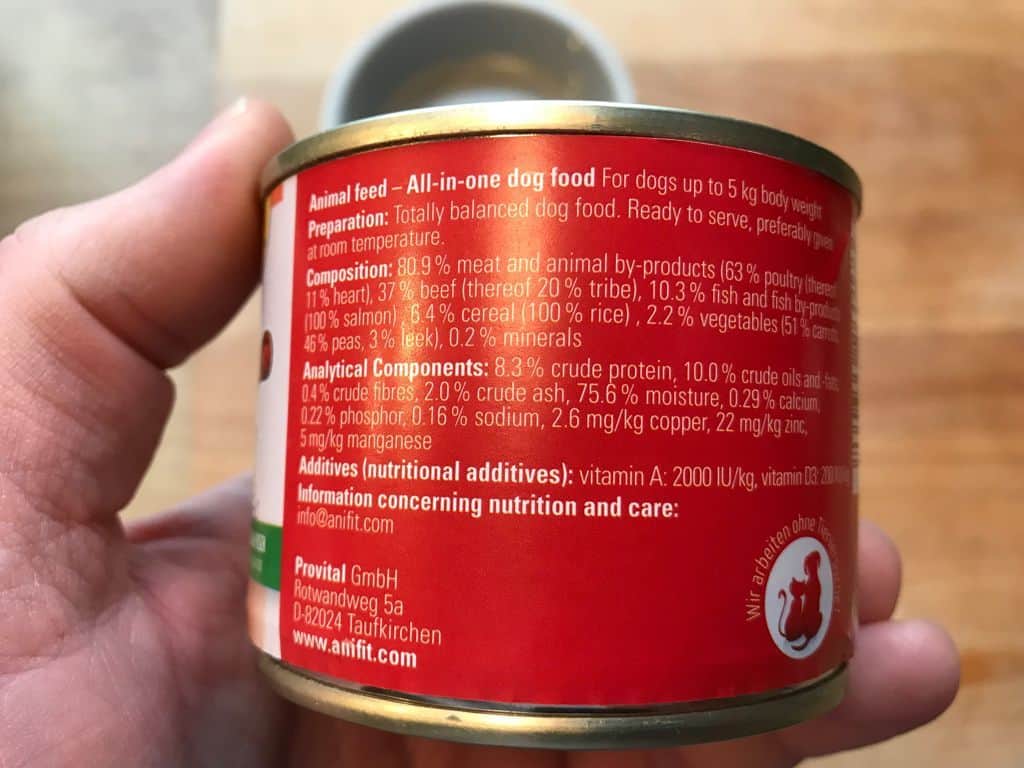 Animal feed – All-in-one dog food For dogs up to 5 kg body weight
Preparation: Totally balanced dog food. Ready to serve, preferably given
at room temperature.
Composition: 80.9 % meat and animal by-products (63 % poultry (thereof
11 % heart), 37 % beef (thereof 20 % tribe), 10.3 % fish and fish by-products
(100 % salmon) 6.4 % cereal (100 % rice) , 2.2 % vegetables (51 % carrots,
46 % peas, 3 % leek), 0.2 % minerals
Analytical Components: 8.3 % crude protein, 10.0 % crude oils and -fats,
0.4 % crude fibres, 2.0 % crude ash, 75.6 % moisture, 0.29 % calcium,
0.22 % phosphor, 0.16 % sodium, 2.6 mg/kg copper, 22 mg/kg zinc,
5 mg/kg manganese
Additives (nutritional additives): vitamin A: 2000 IU/kg, vitamin D3:
Information concerning nutrition and care:
info@anifit.com
Provital GmbH
Rotwandweg 5a
D-82024 Taufkirchen
www.anifit.com
Wir arbeiten ohne